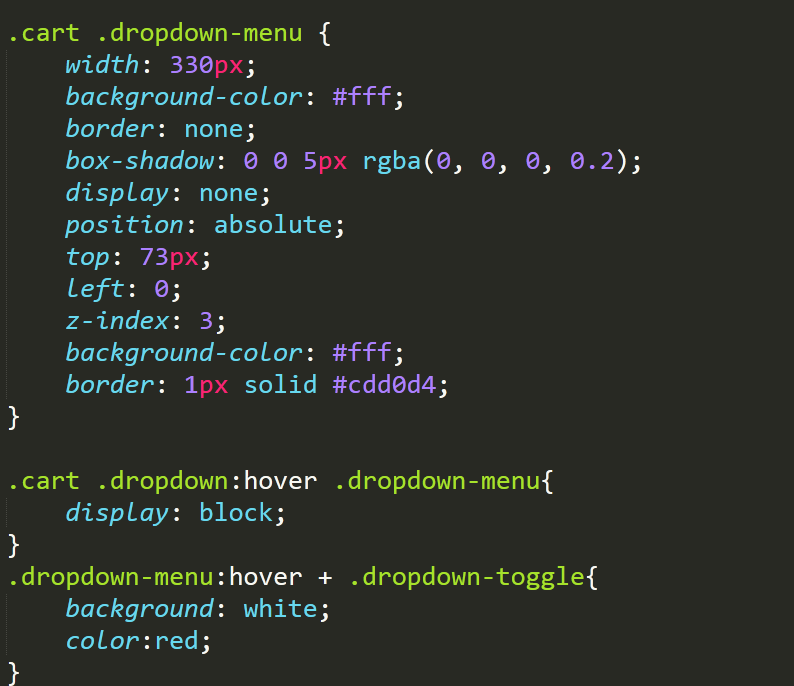 .cart .dropdown-menu {
    width: 330px;
    background-color: #fff;
    border: none;
    box-shadow: 0 0 5px rgba(0, 0, 0, 0.2);
    display: none;
    position: absolute;
    top: 73px;
    left: 0;
    z-index: 3;
    background-color: #fff;
    border: 1px solid #cdd0d4;
}

.cart .dropdown:hover .dropdown-menu{
    display: block;
}
.dropdown-menu:hover + .dropdown-toggle{
    background: white;
    color:red;
}